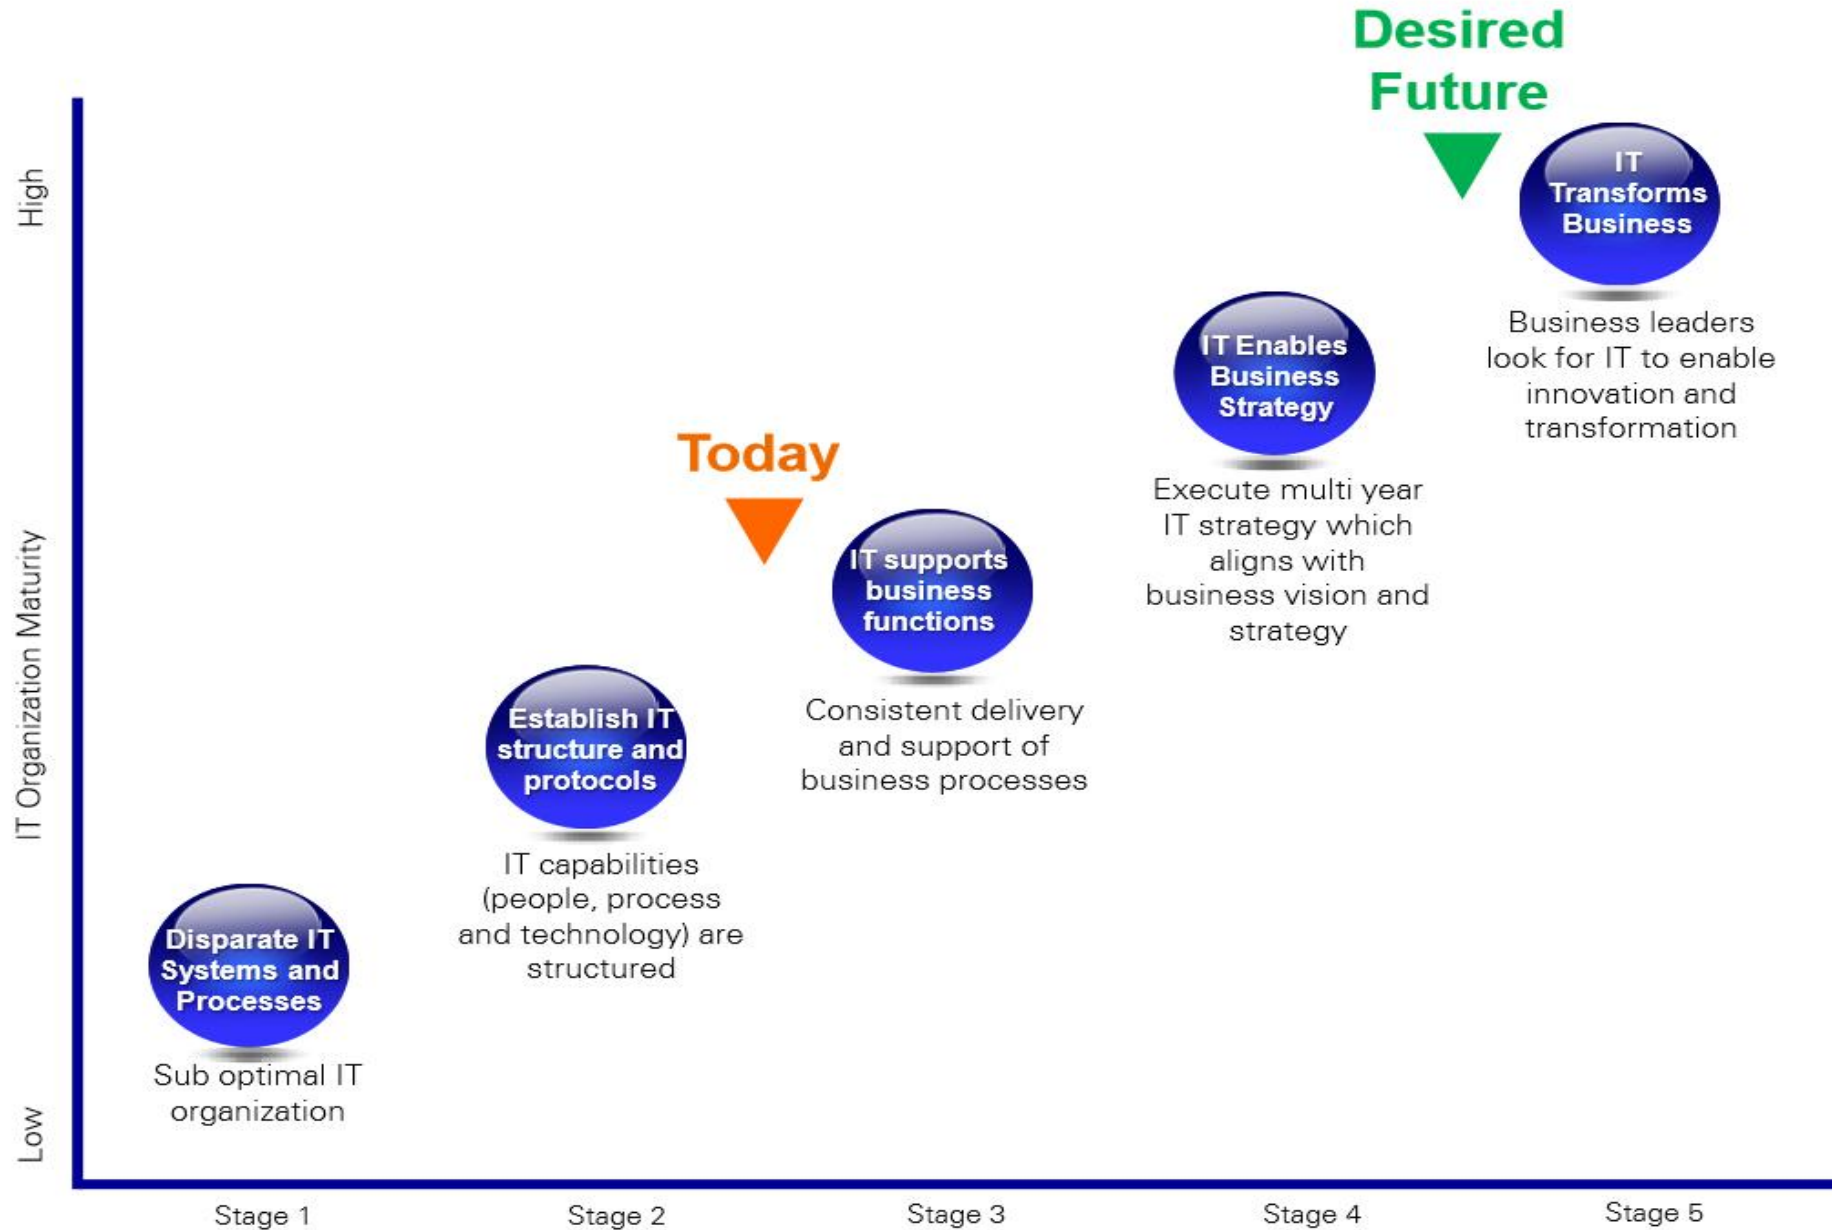 Desired
Future
High
IT
Transforms
Business
Business leaders
look for IT to enable
innovation and
transformation
IT Enables
Business
Strategy
Execute multi year
IT strategy which
aligns with
business vision and
strategy
Today
IT supports
business
functions
Consistent delivery
and support of
business processes
IT Organization Maturity
Establish IT
structure and
protocols
IT capabilities
(people, process
and technology) are
structured
Disparate IT
Systems and
Processes
Sub optimal IT
organization
Low
Stage 1
Stage 2
Stage 3
Stage 4
Stage 5